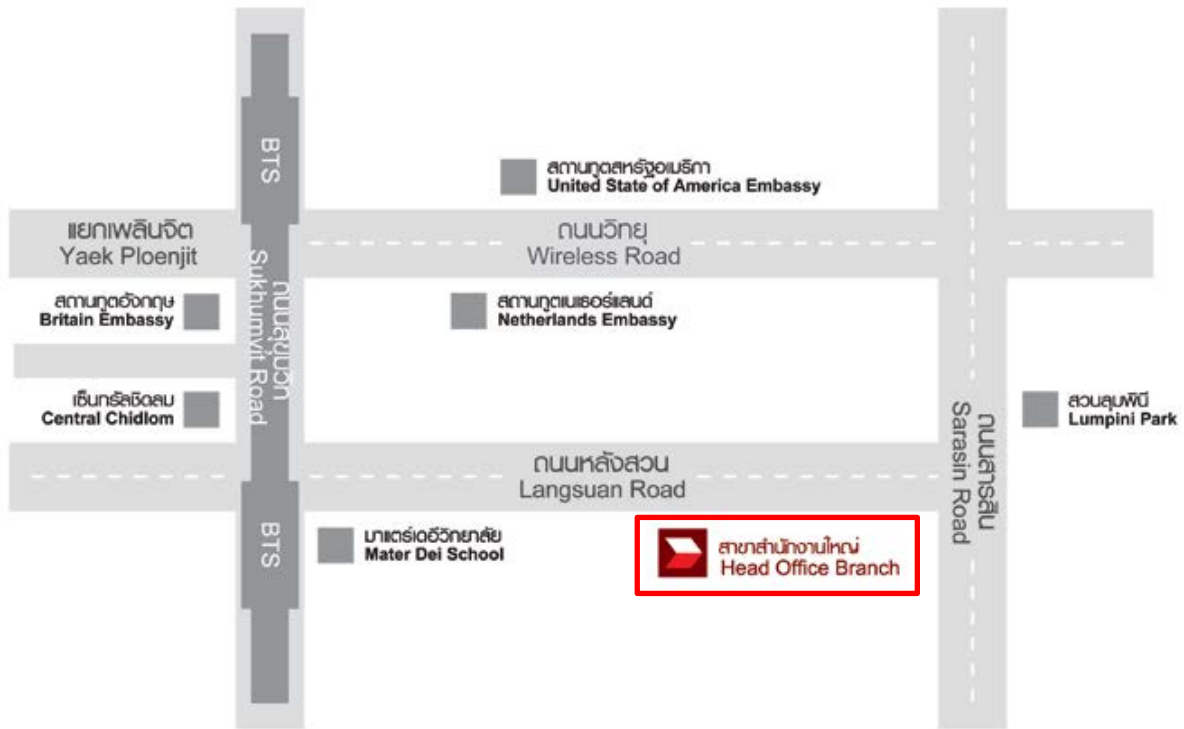 BTS
สถานทูตสหรัฐอเมริกา
United State of America Embassy
แยกเพลินจิต
Yaek Ploenjit
ถนนวิทยุ
Wireless Road
สถานทูตอังกฤษ
Britain Embassy
ถนนสุขุมวิท
Sukhumvit Road
สถานทูตเนเธอร์แลนด์
Netherlands Embassy
เซ็นทรัลชิดลม
Central Chidlom
สวนลุมพินี
Lumpini Park
ถนนหลังสวน
Langsuan Road
ถนนสารสิน
Sarasin Road
BTS
มาแตร์เดอีวิทยาลัย
Mater Dei School
สาขาสำนักงานใหญ่
Head Office Branch